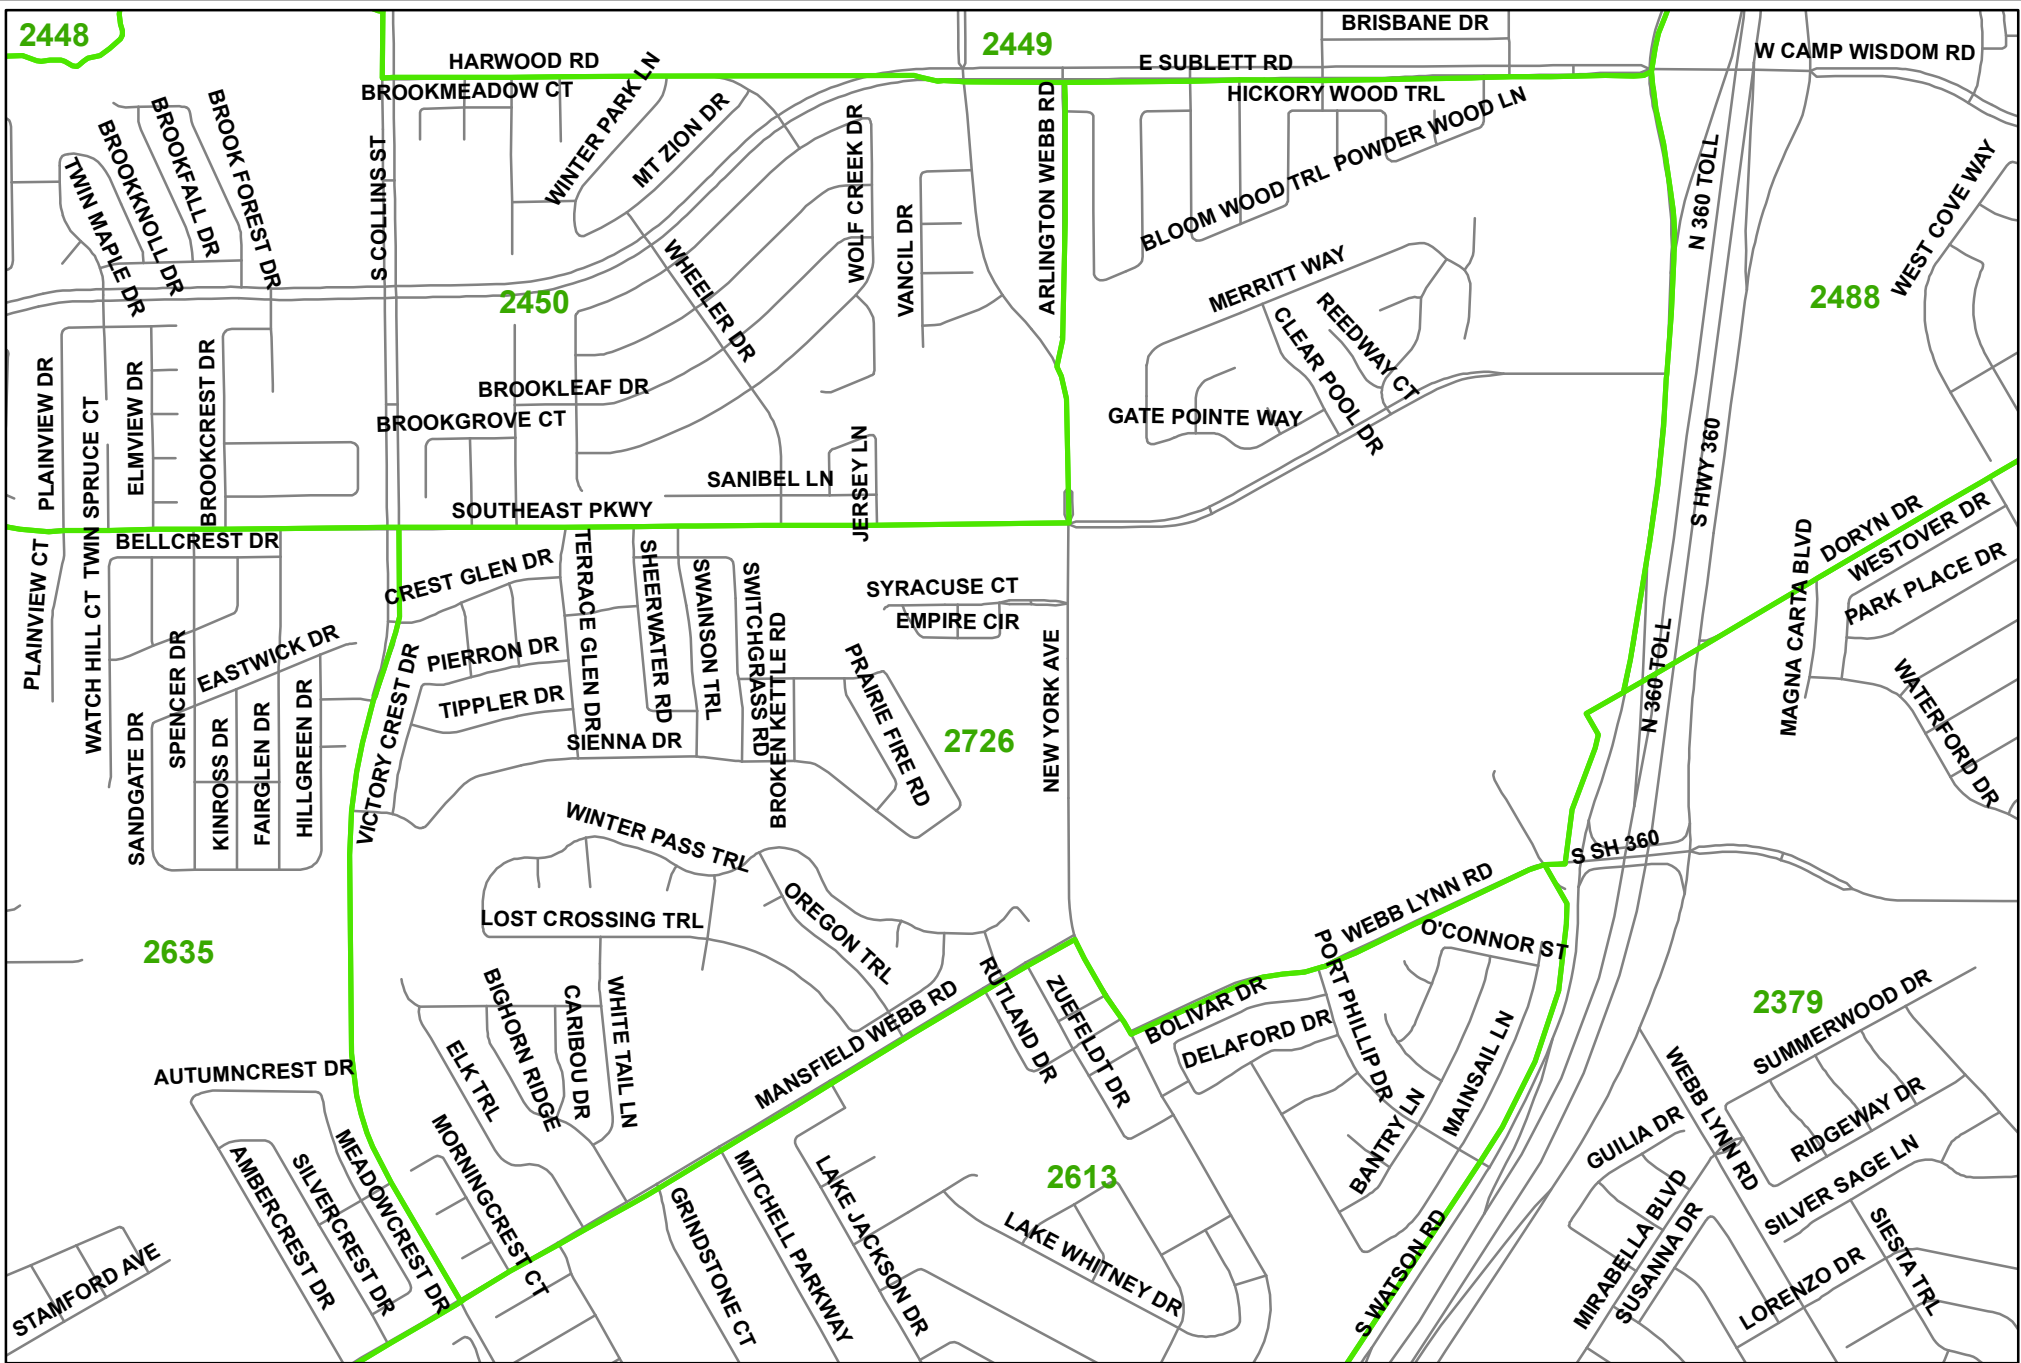 2448
HARWOOD RD
2449
E SUBLETT RD
BRISBANE DR
W CAMP WISDOM RD
BROOKMEADOW CT
WINTER PARK LN
MT ZION DR
HICKORY WOOD TRL
POWDER WOOD LN
BLOOM WOOD TRL
BROOK FOREST DR
BROOKFALL DR
BROOKKNOLL DR
TWIN MAPLE DR
S COLLINS ST
WOLF CREEK DR
VANCIL DR
ARLINGTON WEBB RD
N 360 TOLL
WEST COVE WAY
WHEELER DR
MERRITT WAY
REEDWAY CT
CLEAR POOL DR
2450
2488
PLAINVIEW DR
TWIN SPRUCE CT
ELMVIEW DR
BROOKCREST DR
BROOKLEAF DR
BROOKGROVE CT
GATE POINTE WAY
SANIBEL LN
JERSEY LN
S HWY 360
SOUTHEAST PKWY
DORYN DR
WESTOVER DR
PARK PLACE DR
MAGNA CARTA BLVD
PLAINVIEW CT
WATCH HILL CT
BELLCREST DR
CREST GLEN DR
TERRACE GLEN DR
SHEERWATER RD
SWAINSON TRL
SWITCHGRASS RD
BROKEN KETTLE RD
SYRACUSE CT
EMPIRE CIR
PRAIRIE FIRE RD
NEW YORK AVE
N 360 TOLL
WATERFORD DR
SANDGATE DR
SPENCER DR
EASTWICK DR
KINROSS DR
FAIRGLEN DR
HILLGREEN DR
VICTORY CREST DR
PIERRON DR
TIPPLER DR
SIENNA DR
2726
WINTER PASS TRL
S SH 360
WEBB LYNN RD
OREGON TRL
LOST CROSSING TRL
O'CONNOR ST
2635
BIGHORN RIDGE
CARIBOU DR
WHITE TAIL LN
ELK TRL
MANSFIELD WEBB RD
RUTLAND DR
ZUEFELDT DR
BOLIVAR DR
DELAFORD DR
PORT PHILLIP DR
MAINSAIL LN
BANTRY LN
2379
SUMMERWOOD DR
WEBB LYNN RD
RIDGEWAY DR
GUILIA DR
SILVER SAGE LN
AUTUMNCREST DR
MEADOWCREST DR
MORNINGCREST CT
AMBERCREST DR
SILVERCREST DR
STAMFORD AVE
GRINDSTONE CT
MITCHELL PARKWAY
LAKE JACKSON DR
2613
LAKE WHITNEY DR
S WATSON RD
MIRABELLA BLVD
SUSANNA DR
LORENZO DR
SIESTA TRL